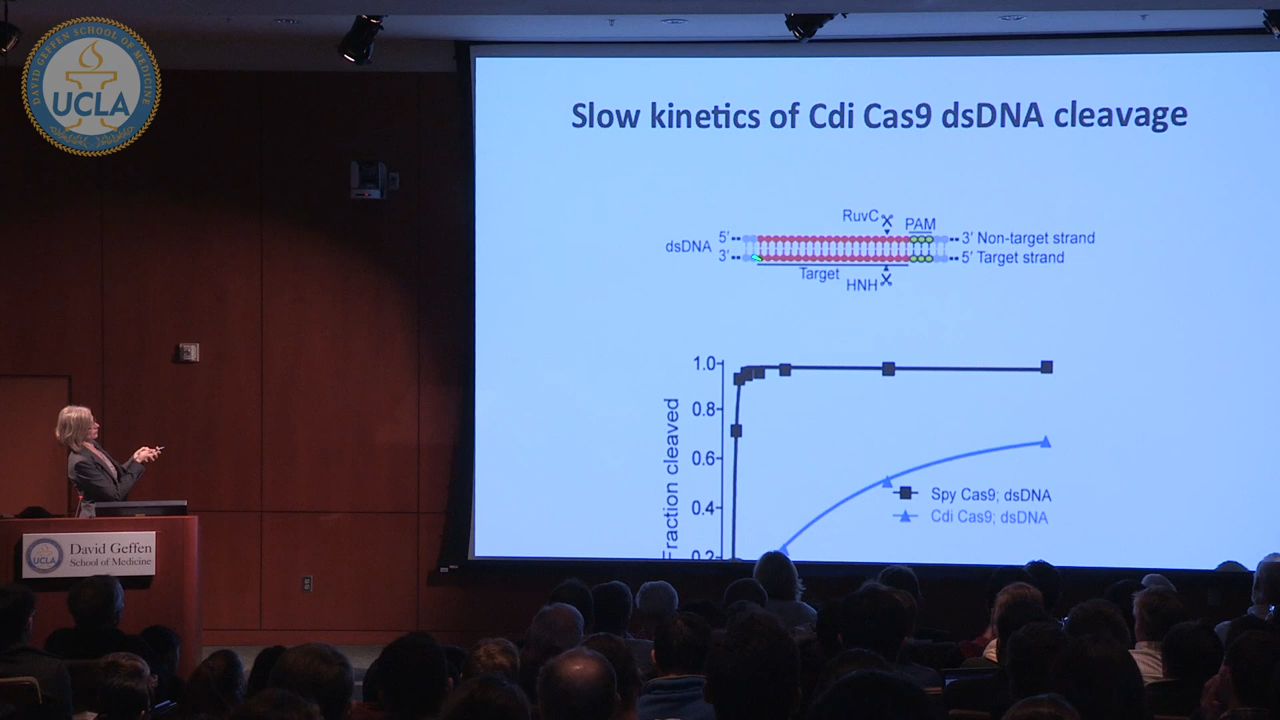 DAVID GEFFEN SCHOOL OF MEDICINE
UCLA
Slow kinetics of Cdi Cas9 dsDNA cleavage
RuvC
PAM
dsDNA
5′
3′ Non-target strand
3′
5′ Target strand
Target
HNH
1.0
0.8
0.6
0.4
0.2
Fraction cleaved
Spy Cas9; dsDNA
Cdi Cas9; dsDNA
UCLA
David Geffen
School of Medicine